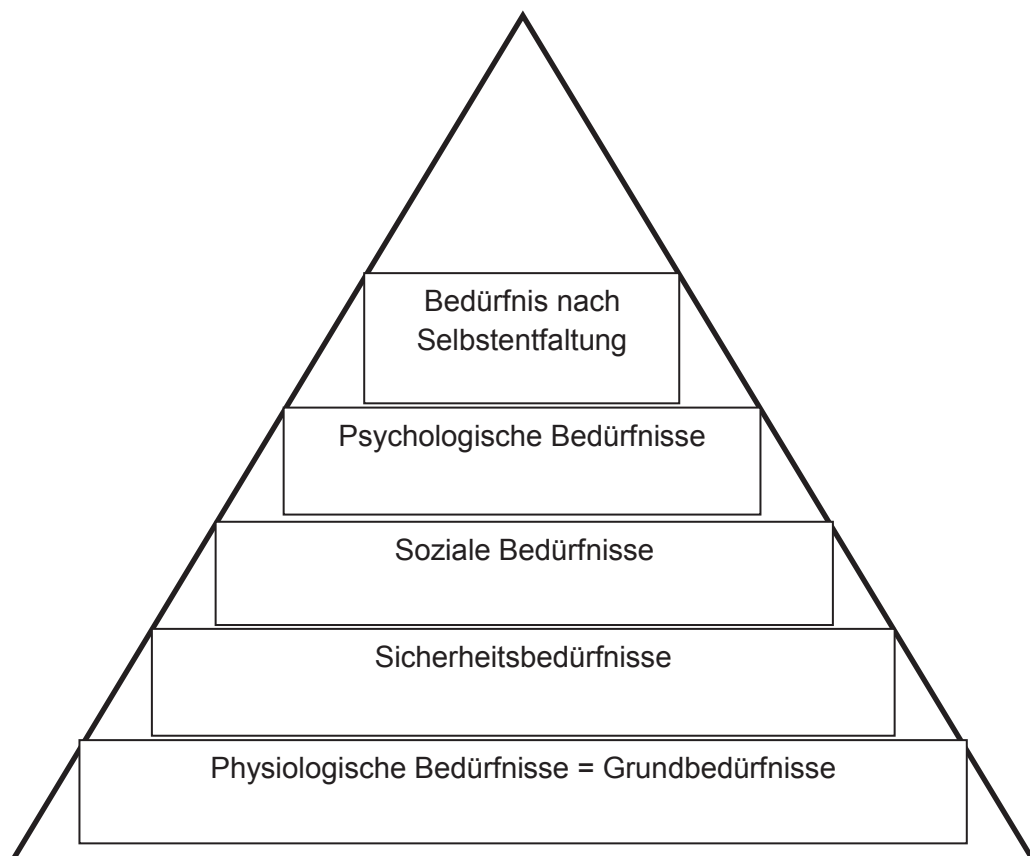 Bedürfnis nach
Selbstentfaltung
Psychologische Bedürfnisse
Soziale Bedürfnisse
Sicherheitsbedürfnisse
Physiologische Bedürfnisse = Grundbedürfnisse